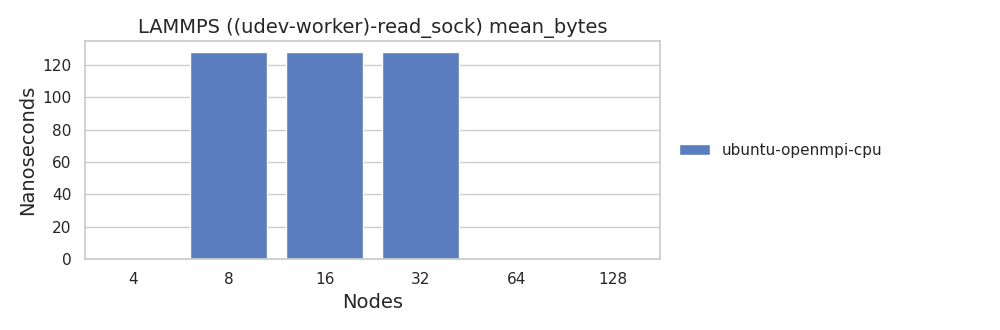 LAMMPS ((udev-worker)-read_sock) mean_bytes
Nanoseconds
120
100
80
60
40
20
0
4 8 16 32 64 128
Nodes
ubuntu-openmpi-cpu